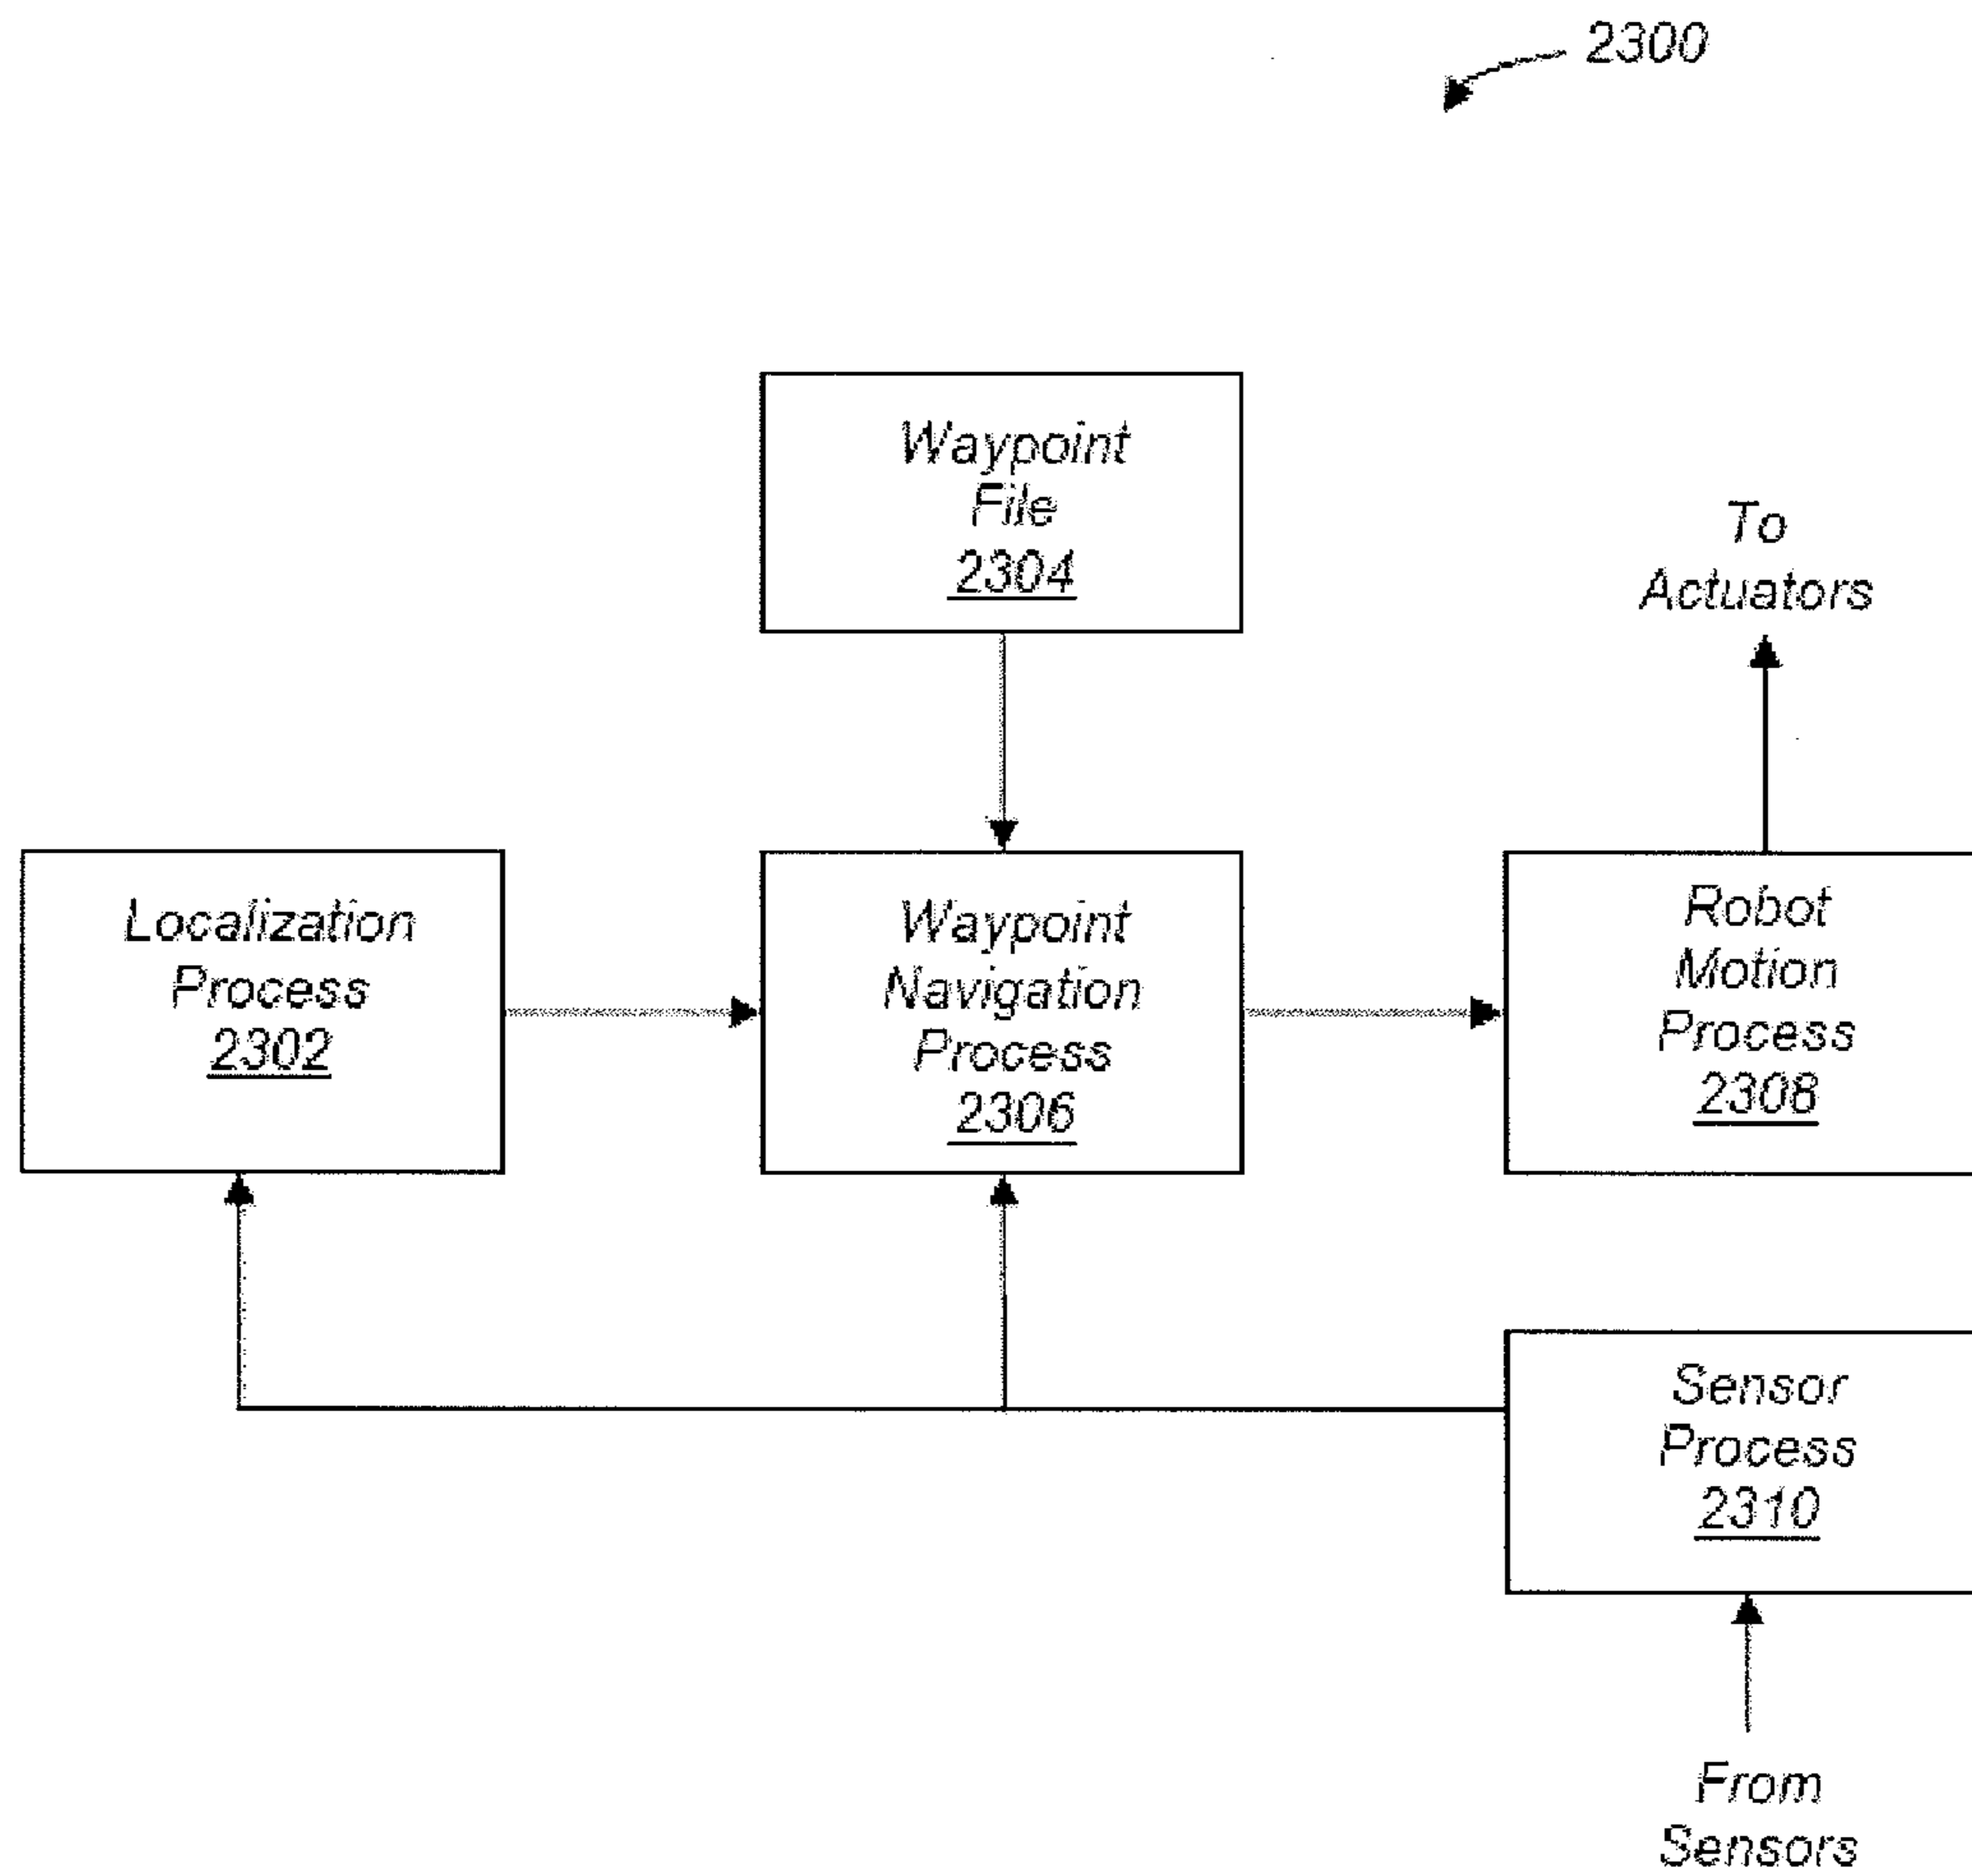 2300
Waypoint
File
2304
To
Actuators
Localization
Process
2302
Waypoint
Navigation
Process
2306
Robot
Motion
Process
2308
Sensor
Process
2310
From
Sensors